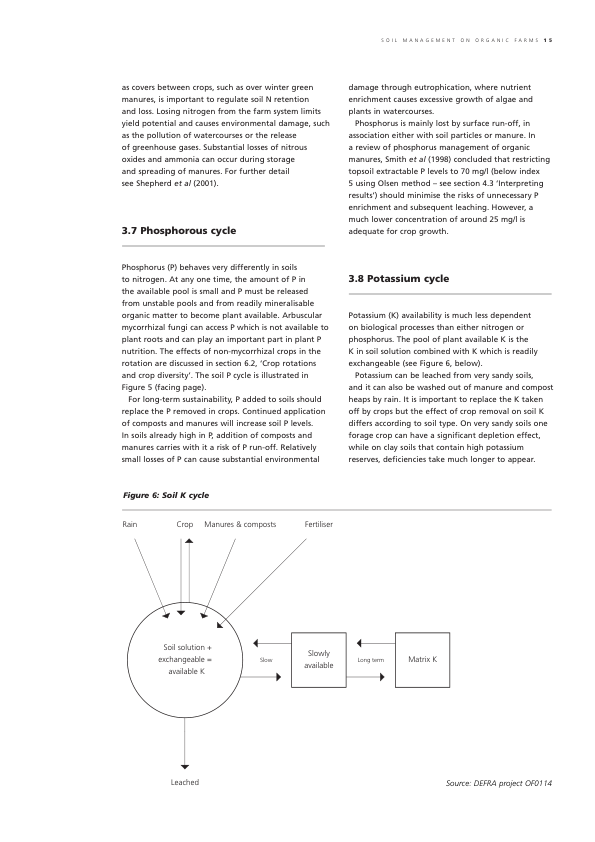 SOIL MANAGEMENT ON ORGANIC FARMS 15
as covers between crops, such as over winter green
manures, is important to regulate soil N retention
and loss. Losing nitrogen from the farm system limits
yield potential and causes environmental damage, such
as the pollution of watercourses or the release
of greenhouse gases. Substantial losses of nitrous
oxides and ammonia can occur during storage
and spreading of manures. For further detail
see Shepherd et al (2001).
3.7 Phosphorous cycle
Phosphorus (P) behaves very differently in soils
to nitrogen. At any one time, the amount of P in
the available pool is small and P must be released
from unstable pools and from readily mineralisable
organic matter to become plant available. Arbuscular
mycorrhizal fungi can access P which is not available to
plant roots and can play an important part in plant P
nutrition. The effects of non-mycorrhizal crops in the
rotation are discussed in section 6.2, ‘Crop rotations
and crop diversity’. The soil P cycle is illustrated in
Figure 5 (facing page).
For long-term sustainability, P added to soils should
replace the P removed in crops. Continued application
of composts and manures will increase soil P levels.
In soils already high in P, addition of composts and
manures carries with it a risk of P run-off. Relatively
small losses of P can cause substantial environmental
damage through eutrophication, where nutrient
enrichment causes excessive growth of algae and
plants in watercourses.
Phosphorus is mainly lost by surface run-off, in
association either with soil particles or manure. In
a review of phosphorus management of organic
manures, Smith et al (1998) concluded that restricting
topsoil extractable P levels to 70 mg/l (below index
5 using Olsen method – see section 4.3 ‘Interpreting
results’) should minimise the risks of unnecessary P
enrichment and subsequent leaching. However, a
much lower concentration of around 25 mg/l is
adequate for crop growth.
3.8 Potassium cycle
Potassium (K) availability is much less dependent
on biological processes than either nitrogen or
phosphorus. The pool of plant available K is the
K in soil solution combined with K which is readily
exchangeable (see Figure 6, below).
Potassium can be leached from very sandy soils,
and it can also be washed out of manure and compost
heaps by rain. It is important to replace the K taken
off by crops but the effect of crop removal on soil K
differs according to soil type. On very sandy soils one
forage crop can have a significant depletion effect,
while on clay soils that contain high potassium
reserves, deficiencies take much longer to appear.
Figure 6: Soil K cycle
Rain Crop Manures & composts Fertiliser
Soil solution +
exchangeable =
available K
Slow
Slowly
available
Long term
Matrix K
Leached
Source: DEFRA project OF0114